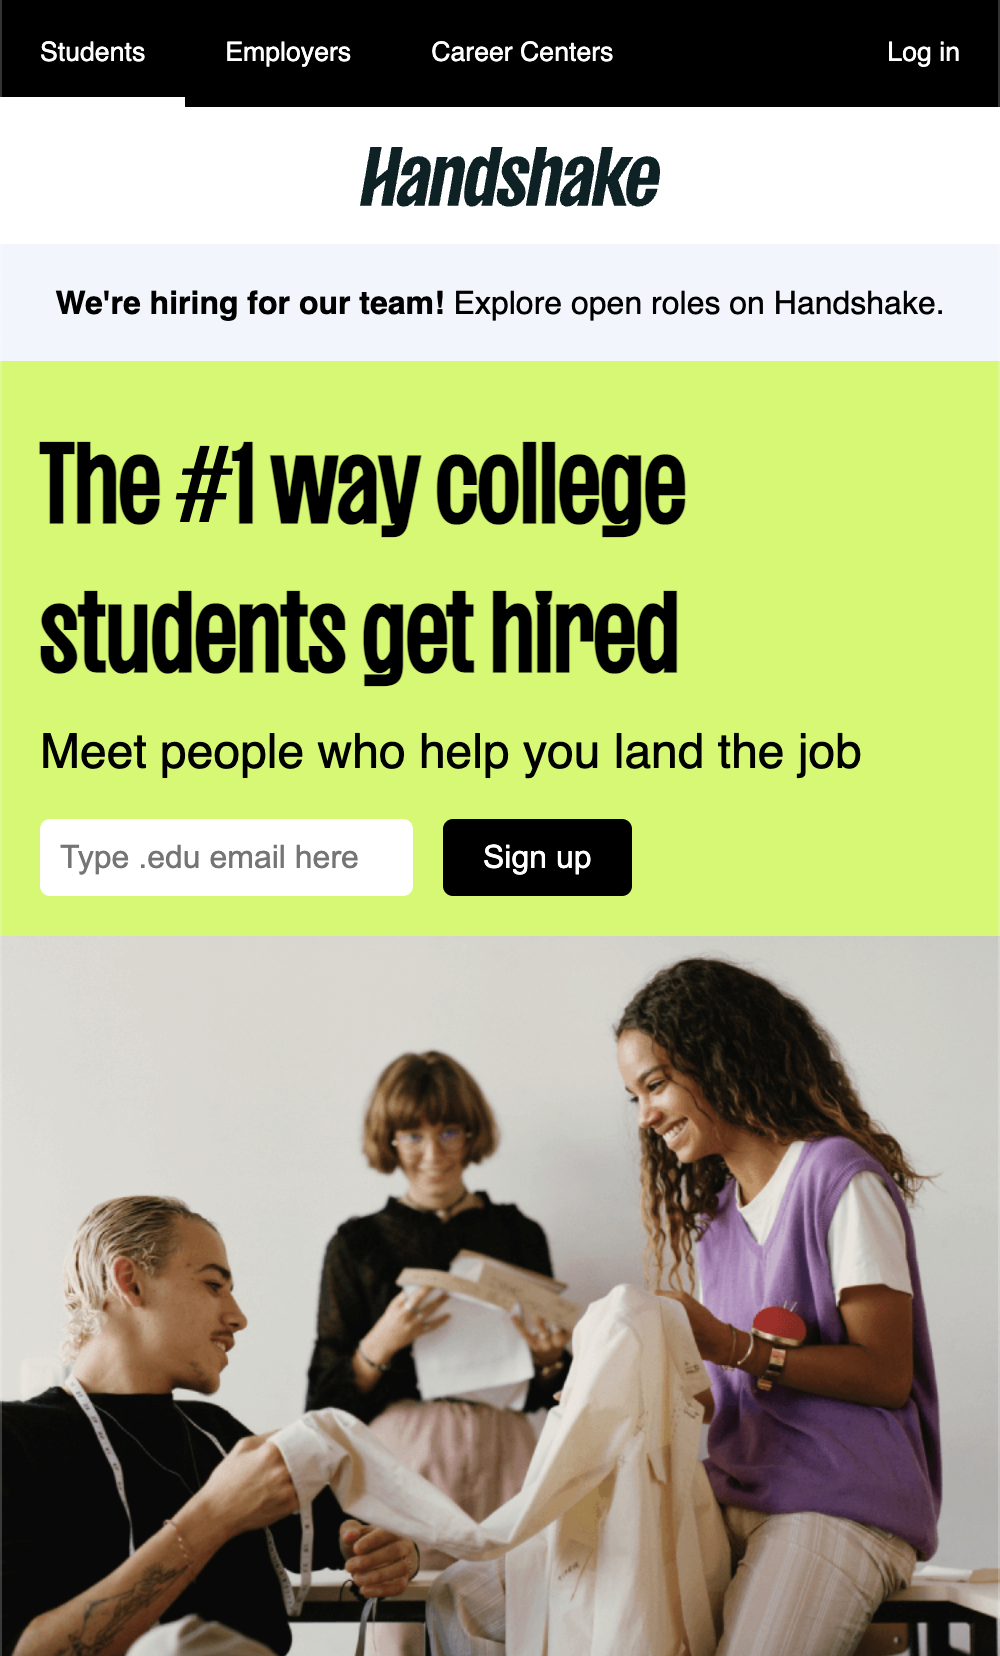 Students Employers Career Centers Log in
Handshake
We're hiring for our team! Explore open roles on Handshake.
The #1 way college
students get hired
Meet people who help you land the job
Type .edu email here Sign up